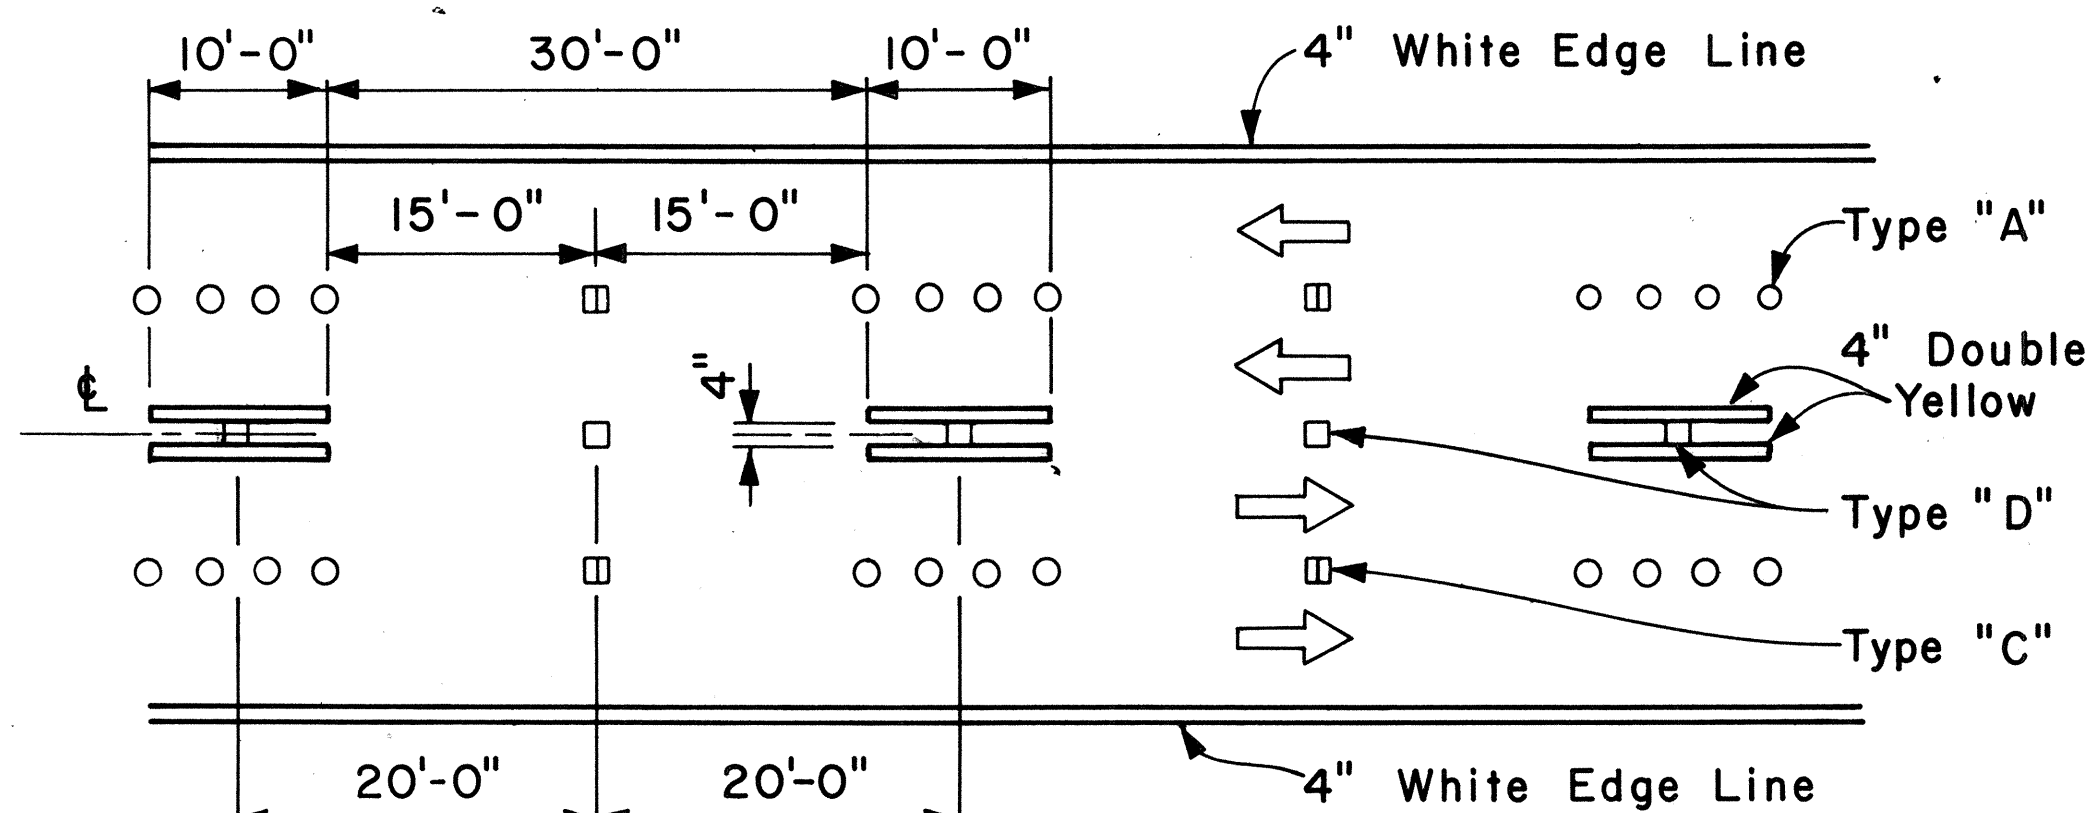 10'-0" 30'-0" 10'-0" 4" White Edge Line
15'-0" 15'-0" Type "A"
4" Double
Yellow
℄ 4"
Type "D"
Type "C"
20'-0" 20'-0" 4" White Edge Line